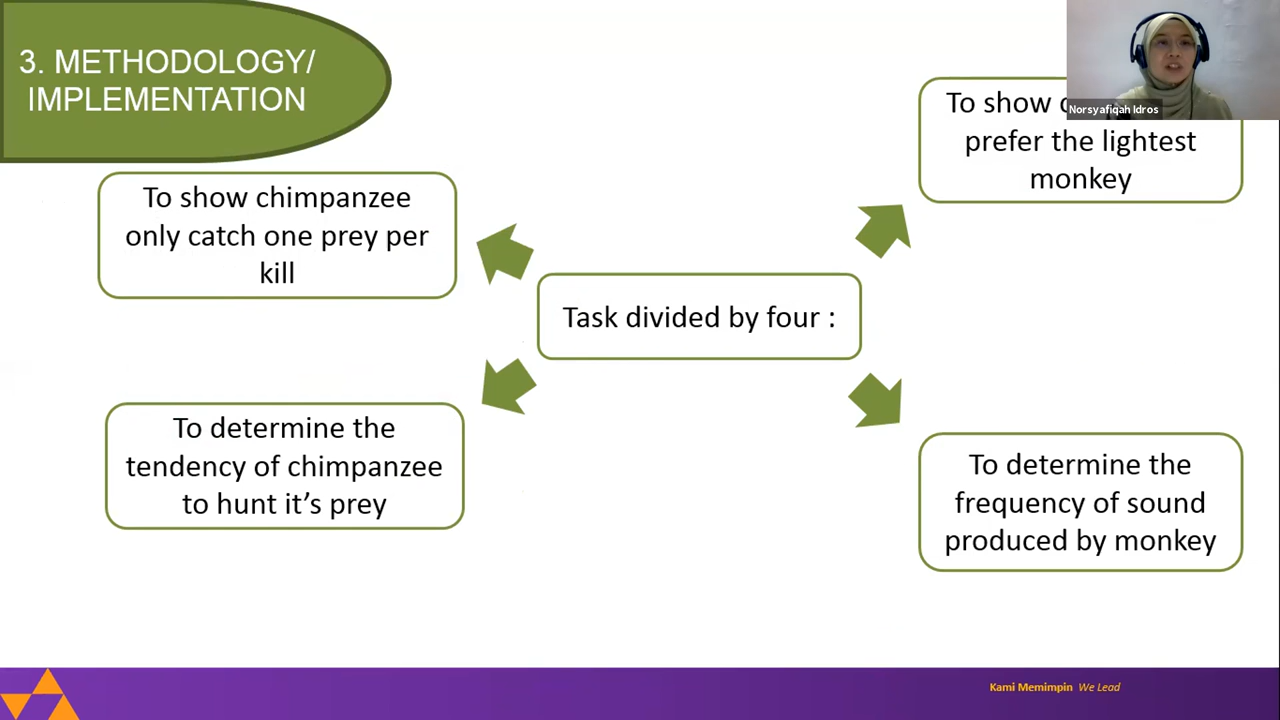 3. METHODOLOGY/
IMPLEMENTATION
Norsyafiqah Idros
To show chimpanzee
only catch one prey per
kill
To show
prefer the lightest
monkey
Task divided by four :
To determine the
tendency of chimpanzee
to hunt it’s prey
To determine the
frequency of sound
produced by monkey
Kami Memimpin We Lead